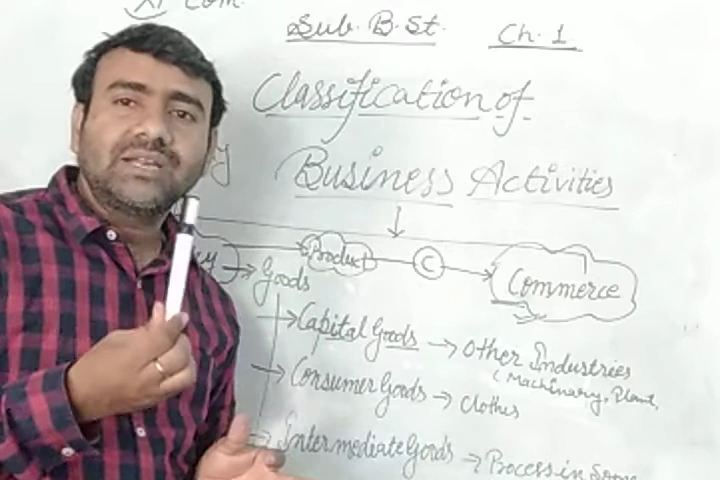 XI Com.
Sub. B.St. Ch. 1
Classification of
Business Activities
Product C Commerce
Goods
Capital Goods → Other Industries
(Machinary, Plant,
Consumer Goods → Clothes
Intermediate Goods → Process in Some